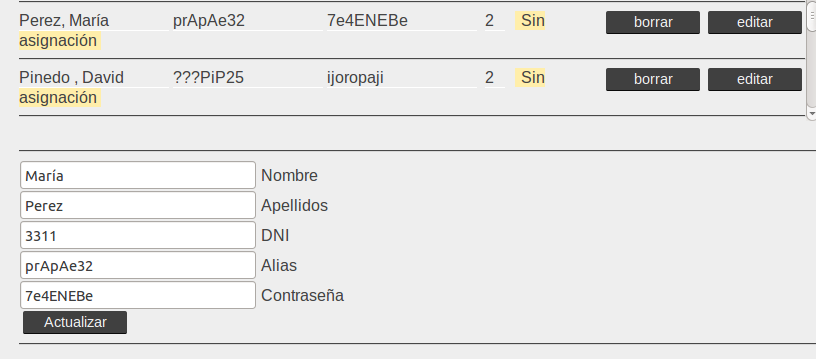 Perez, María prApAe32 7e4ENEBe 2 Sin borrar editar
asignación
Pinedo , David ???PiP25 ijoropaji 2 Sin borrar editar
asignación
María Nombre
Perez Apellidos
3311 DNI
prApAe32 Alias
7e4ENEBe Contraseña
Actualizar